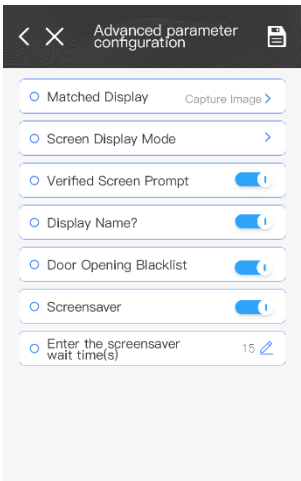 Advanced parameter
configuration
Matched Display Capture Image
Screen Display Mode
Verified Screen Prompt
Display Name?
Door Opening Blacklist
Screensaver
Enter the screensaver
wait time(s) 15